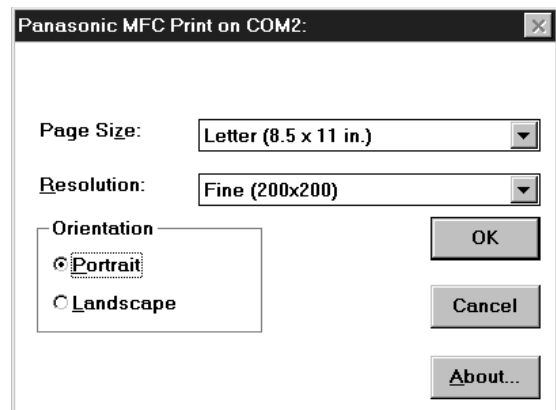 Panasonic MFC Print on COM2:
Page Size: Letter (8.5 x 11 in.)
Resolution: Fine (200x200)
Orientation
Portrait
Landscape
OK
Cancel
About...